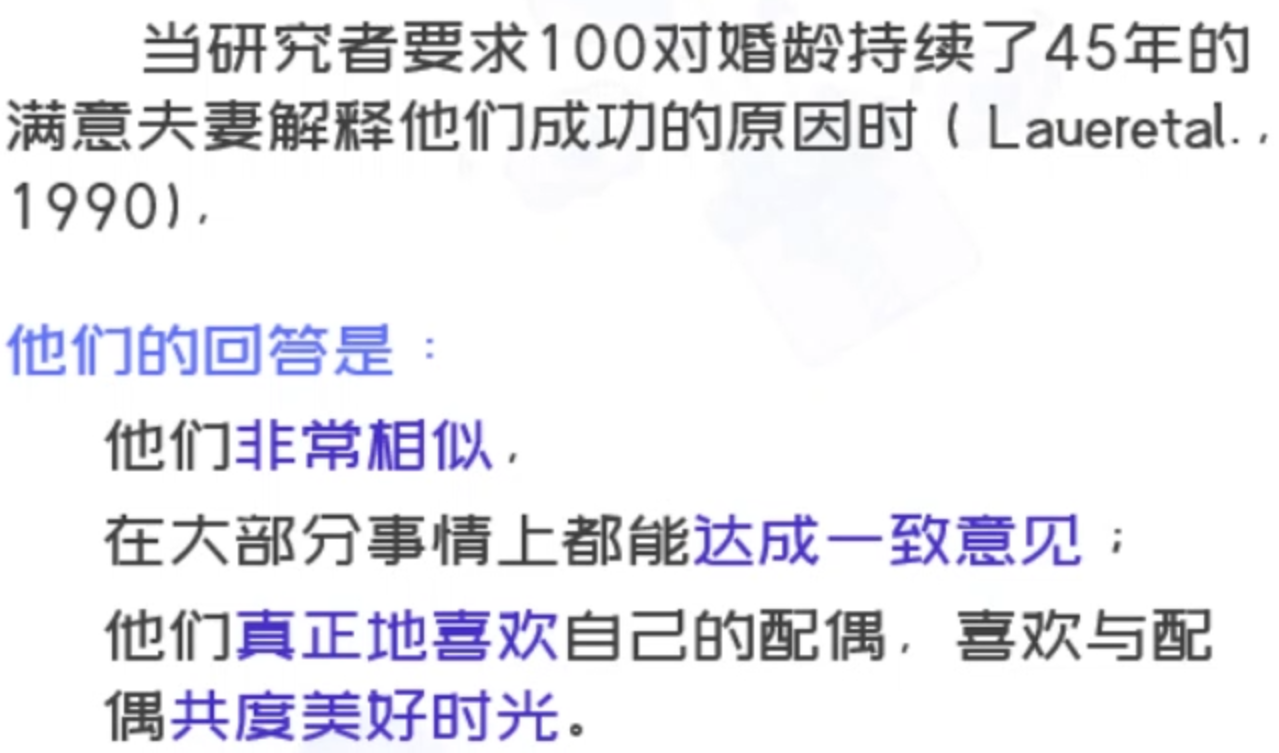 当研究者要求100对婚龄持续了45年的
满意夫妻解释他们成功的原因时（Laueretal.,
1990),
他们的回答是：
他们非常相似,
在大部分事情上都能达成一致意见；
他们真正地喜欢自己的配偶，喜欢与配
偶共度美好时光。